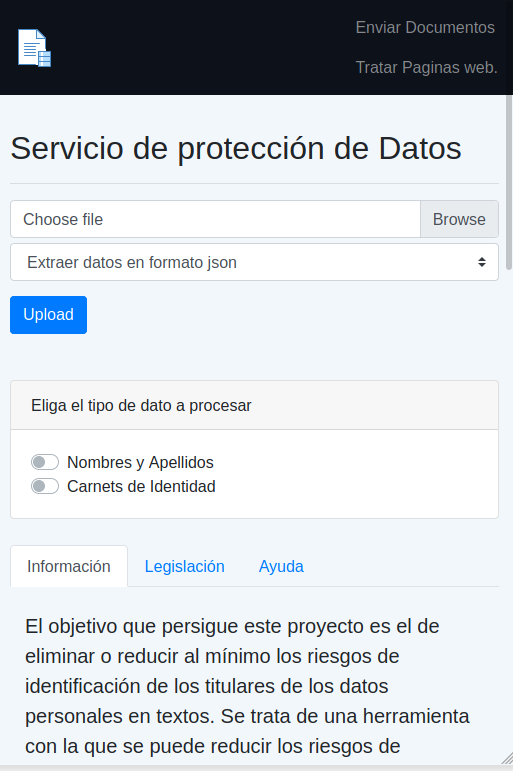 Enviar Documentos
Tratar Paginas web.
Servicio de protección de Datos
Choose file
Browse
Extraer datos en formato json
Upload
Eliga el tipo de dato a procesar
Nombres y Apellidos
Carnets de Identidad
Información
Legislación
Ayuda
El objetivo que persigue este proyecto es el de
eliminar o reducir al mínimo los riesgos de
identificación de los titulares de los datos
personales en textos. Se trata de una herramienta
con la que se puede reducir los riesgos de